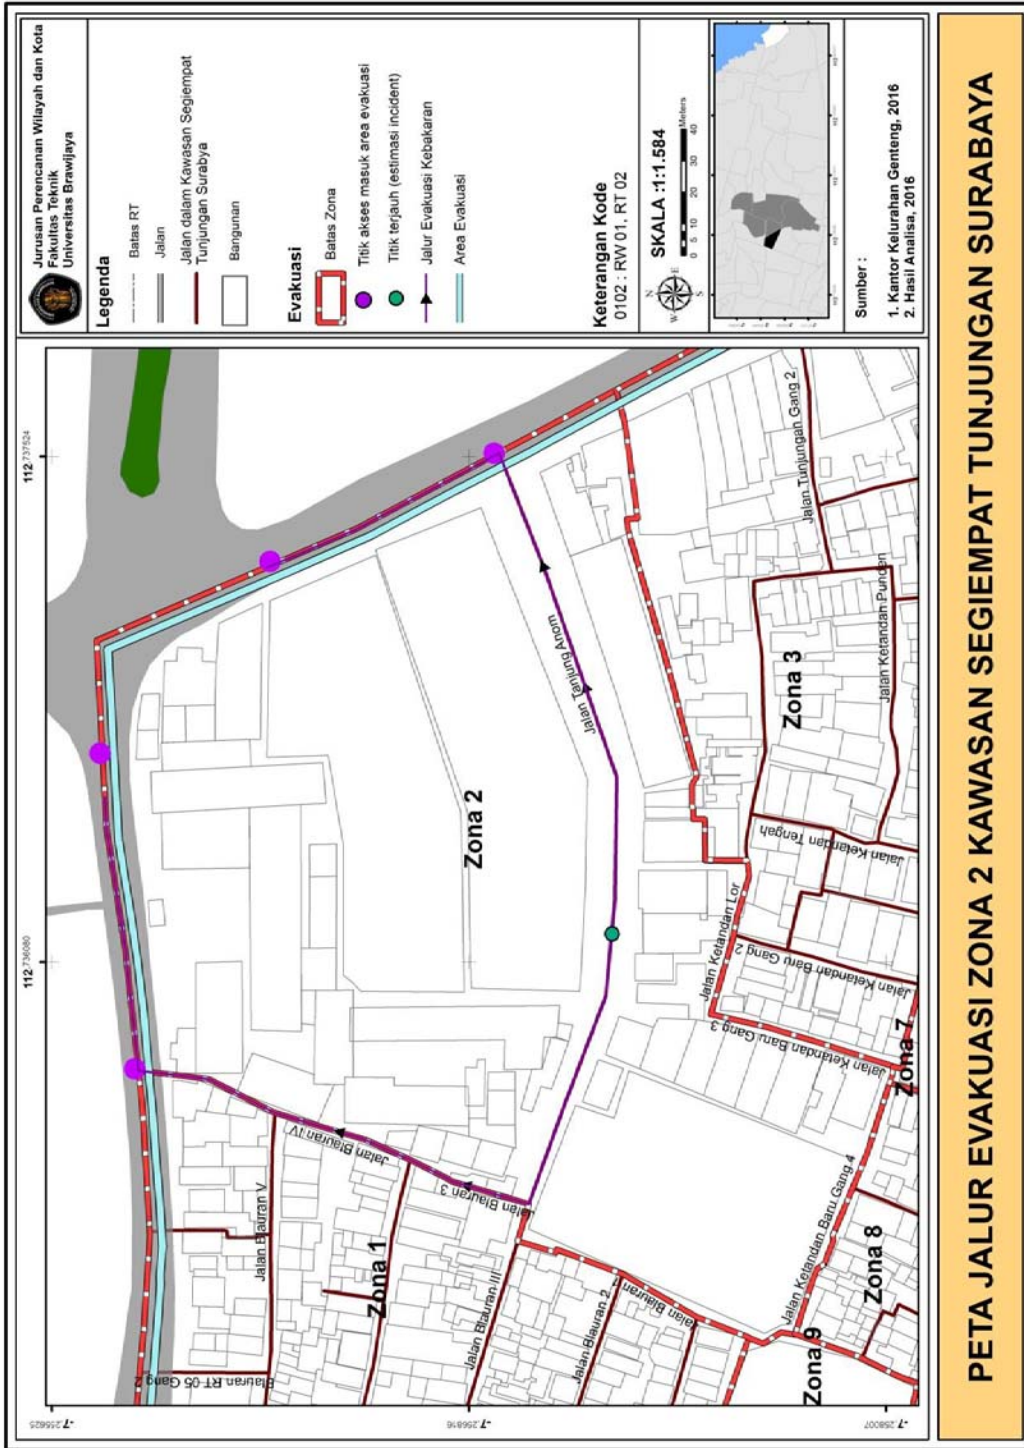 PETA JALUR EVAKUASI ZONA 2 KAWASAN SEGIEMPAT TUNJUNGAN SURABAYA
Jurusan Perencanan Wilayah dan Kota
Fakultas Teknik
Universitas Brawijaya
Legenda
Batas RT
Jalan
Jalan dalam Kawasan Segiempat
Tunjungan Surabya
Bangunan
Evakuasi
Batas Zona
Titik akses masuk area evakuasi
Titik terjauh (estimasi incident)
Jalur Evakuasi Kebakaran
Area Evakuasi
Keterangan Kode
0102 : RW 01, RT 02
SKALA :1:1.584
N
W
E
S
0 5 10 20 30 40
Meters
Sumber :
1. Kantor Kelurahan Genteng, 2016
2. Hasil Analisa, 2016
112.736080
112.737524
-7.255625
-7.256816
-7.258007
Blauran RT 05 Gang 2
Jalan Blauran V
Jalan Blauran IV
Zona 1
Jalan Blauran 3
Jalan Blauran III
Jalan Blauran 2
Jalan Blauran 1
Zona 2
Jalan Tanjung Anom
Jalan Tunjungan Gang 2
Zona 3
Jalan Ketandan Punden
Jalan Ketandan Tengah
Jalan Ketandan Lor
Jalan Ketandan Baru Gang 2
Jalan Ketandan Baru Gang 3
Zona 7
Jalan Ketandan Baru Gang 4
Zona 8
Zona 9